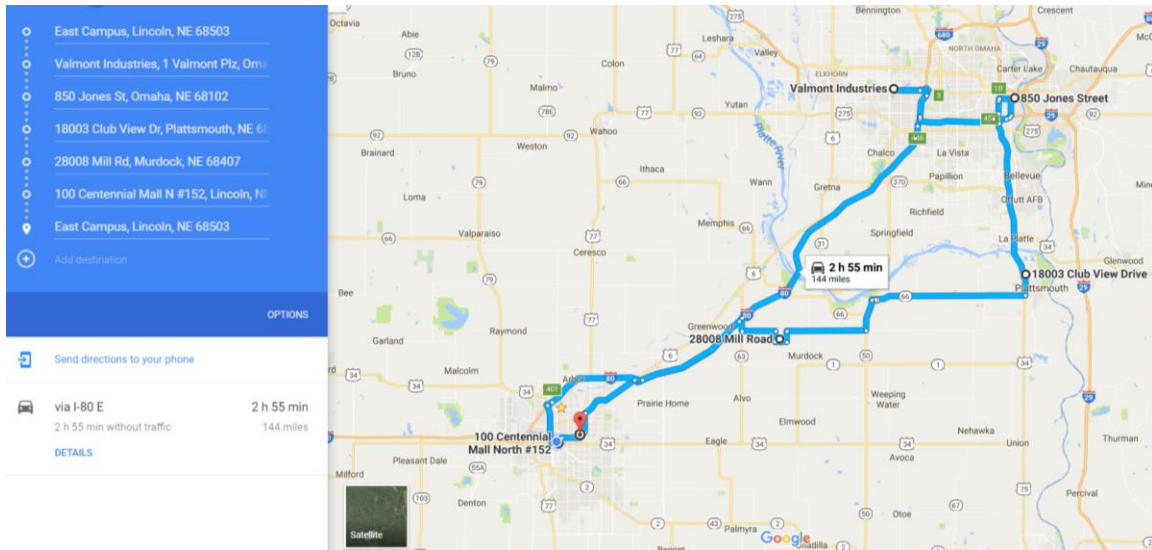 East Campus, Lincoln, NE 68503
Valmont Industries, 1 Valmont Plz, Oma
850 Jones St, Omaha, NE 68102
18003 Club View Dr, Plattsmouth, NE 6
28008 Mill Rd, Murdock, NE 68407
100 Centennial Mall N #152, Lincoln, N
East Campus, Lincoln, NE 68503
Add destination
OPTIONS
Send directions to your phone
via I-80 E 2 h 55 min
2 h 55 min without traffic 144 miles
DETAILS
Octavia
Abie
Bruno
Linwood
Malmo
Colon
Leshara
Valley
Bennington
Crescent
NORTH OMAHA
Carter Lake
Chautauqua
ELKHORN
Valmont Industries
850 Jones Street
Yutan
Wahoo
Weston
Brainard
Ithaca
Chalco
La Vista
Papillion
Bellevue
Offutt AFB
Wann
Gretna
Platte River
Loma
Memphis
Richfield
Valparaiso
Ceresco
Springfield
La Platte
Glenwood
2 h 55 min
144 miles
18003 Club View Drive
Plattsmouth
Bee
Garland
Raymond
Greenwood
28008 Mill Road
Murdock
Malcolm
Prairie Home
Alvo
Weeping
Water
Elmwood
Nehawka
Union
Thurman
100 Centennial
Mall North #152
Eagle
Avoca
Milford
Pleasant Dale
Denton
Percival
Otoe
Palmyra
Satellite
Google